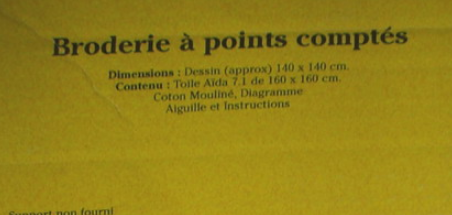 Broderie à points comptés
Dimensions : Dessin (approx) 140 x 140 cm.
Contenu : Toile Aïda 7.1 de 160 x 160 cm.
Coton Mouliné, Diagramme
Aiguille et Instructions
Support non fourni